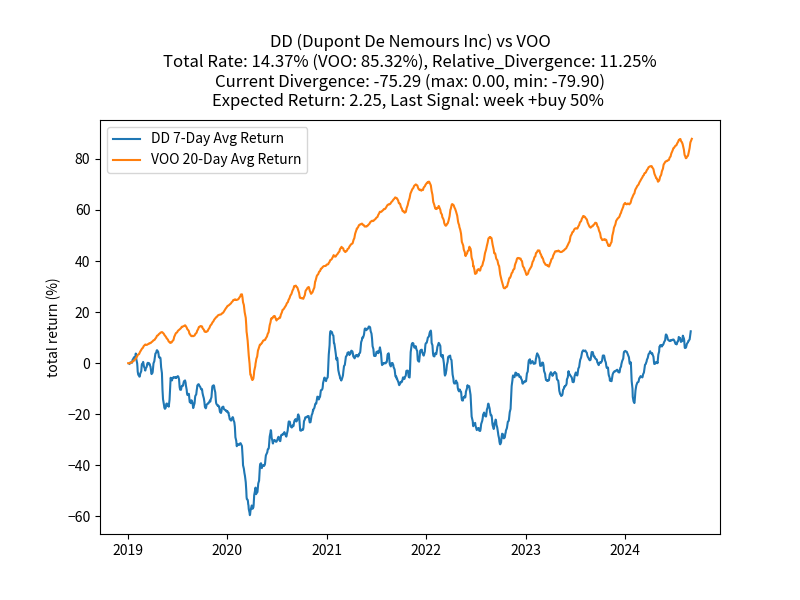 DD (Dupont De Nemours Inc) vs VOO
Total Rate: 14.37% (VOO: 85.32%), Relative_Divergence: 11.25%
Current Divergence: -75.29 (max: 0.00, min: -79.90)
Expected Return: 2.25, Last Signal: week +buy 50%
DD 7-Day Avg Return
VOO 20-Day Avg Return
total return (%)
80
60
40
20
0
−20
−40
−60
2019
2020
2021
2022
2023
2024